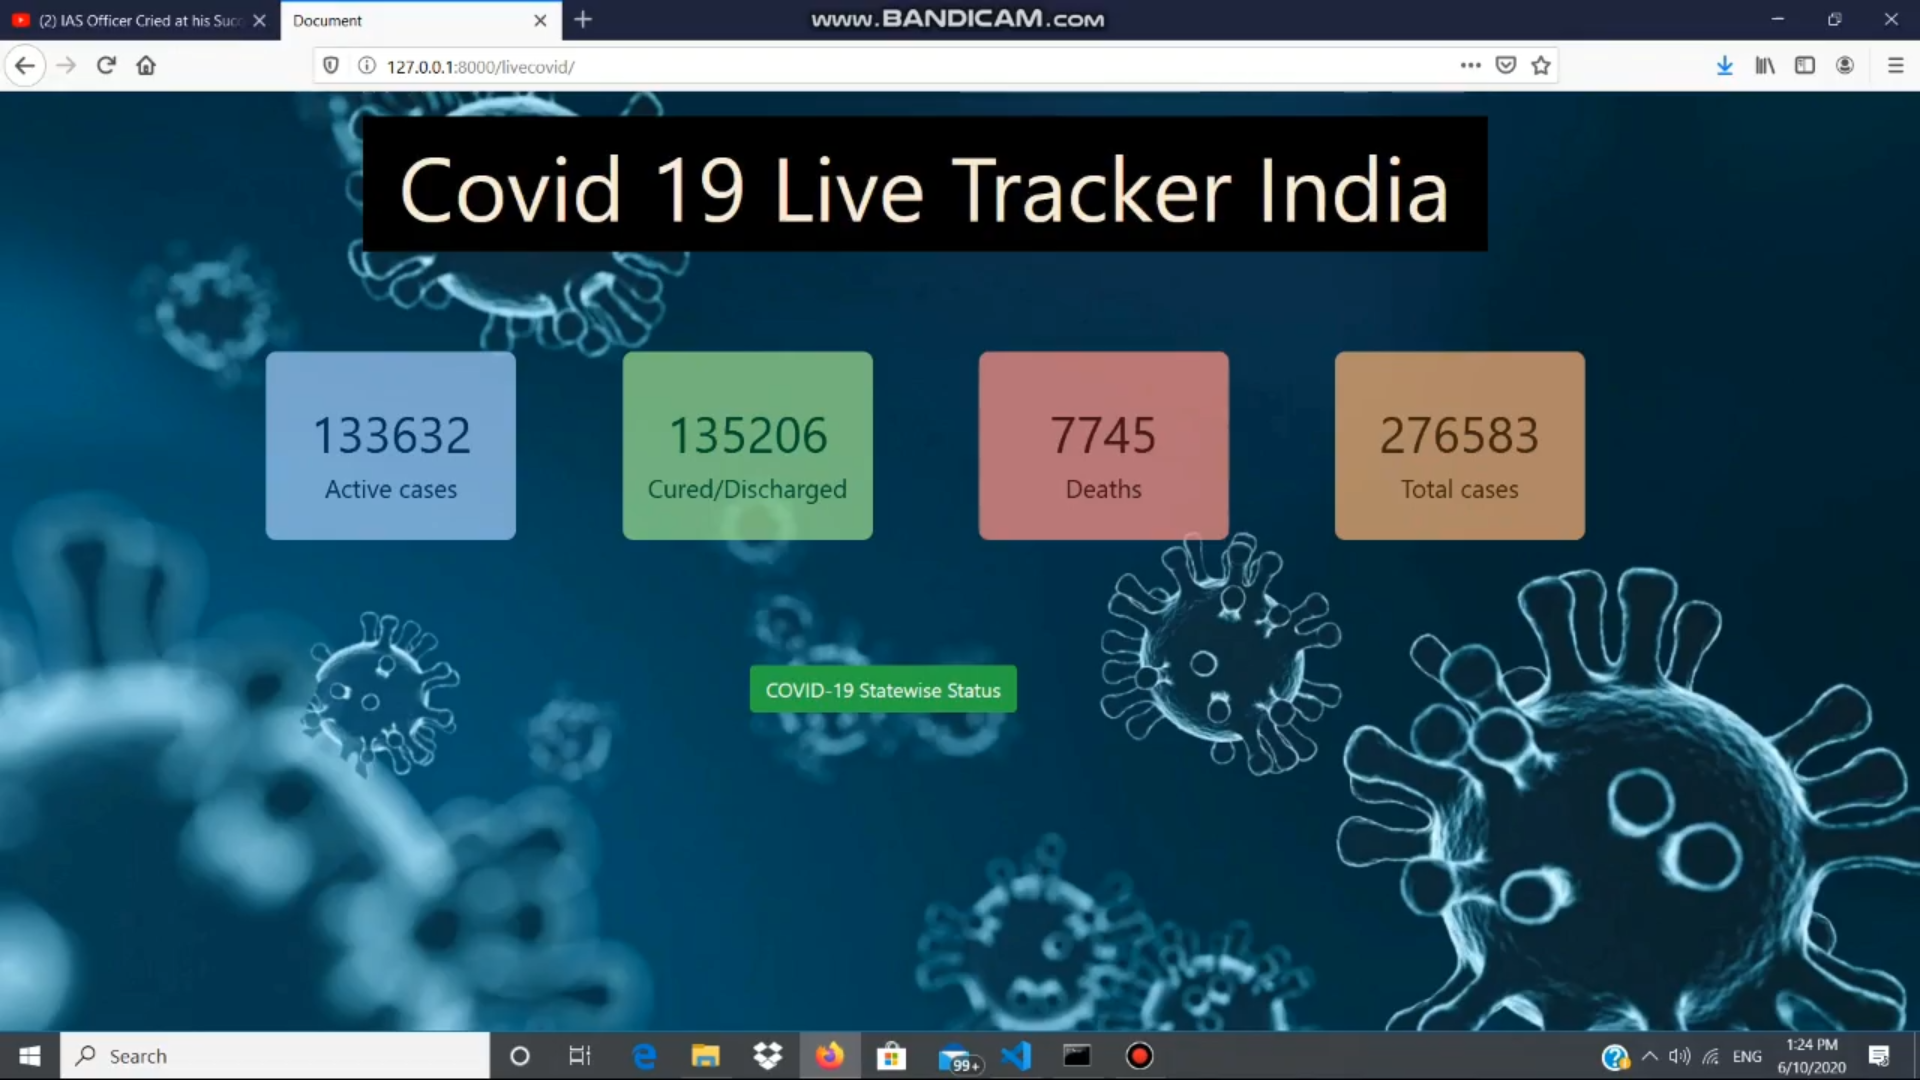 (2) IAS Officer Cried at his Suc
Document
www.BANDICAM.com
127.0.0.1:8000/livecovid/
Covid 19 Live Tracker India
133632
Active cases
135206
Cured/Discharged
7745
Deaths
276583
Total cases
COVID-19 Statewise Status
Search
99+
ENG
1:24 PM
6/10/2020